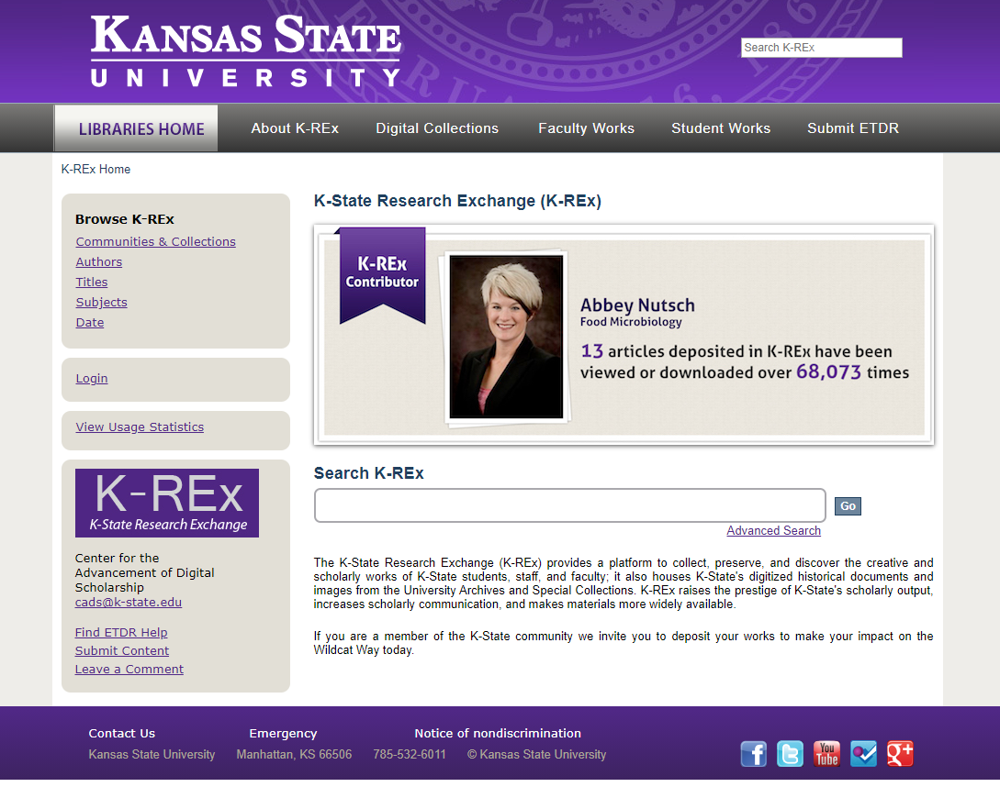 KANSAS STATE
UNIVERSITY
Search K-REx
LIBRARIES HOME
About K-REx
Digital Collections
Faculty Works
Student Works
Submit ETDR
K-REx Home
Browse K-REx
Communities & Collections
Authors
Titles
Subjects
Date
Login
View Usage Statistics
K-REx
K-State Research Exchange
Center for the
Advancement of Digital
Scholarship
cads@k-state.edu
Find ETDR Help
Submit Content
Leave a Comment
K-State Research Exchange (K-REx)
K-REx
Contributor
Abbey Nutsch
Food Microbiology
13 articles deposited in K-REx have been
viewed or downloaded over 68,073 times
Search K-REx
Go
Advanced Search
The K-State Research Exchange (K-REx) provides a platform to collect, preserve, and discover the creative and
scholarly works of K-State students, staff, and faculty; it also houses K-State's digitized historical documents and
images from the University Archives and Special Collections. K-REx raises the prestige of K-State's scholarly output,
increases scholarly communication, and makes materials more widely available.
If you are a member of the K-State community we invite you to deposit your works to make your impact on the
Wildcat Way today.
Contact Us
Emergency
Notice of nondiscrimination
Kansas State University
Manhattan, KS 66506
785-532-6011
© Kansas State University
You
Tube